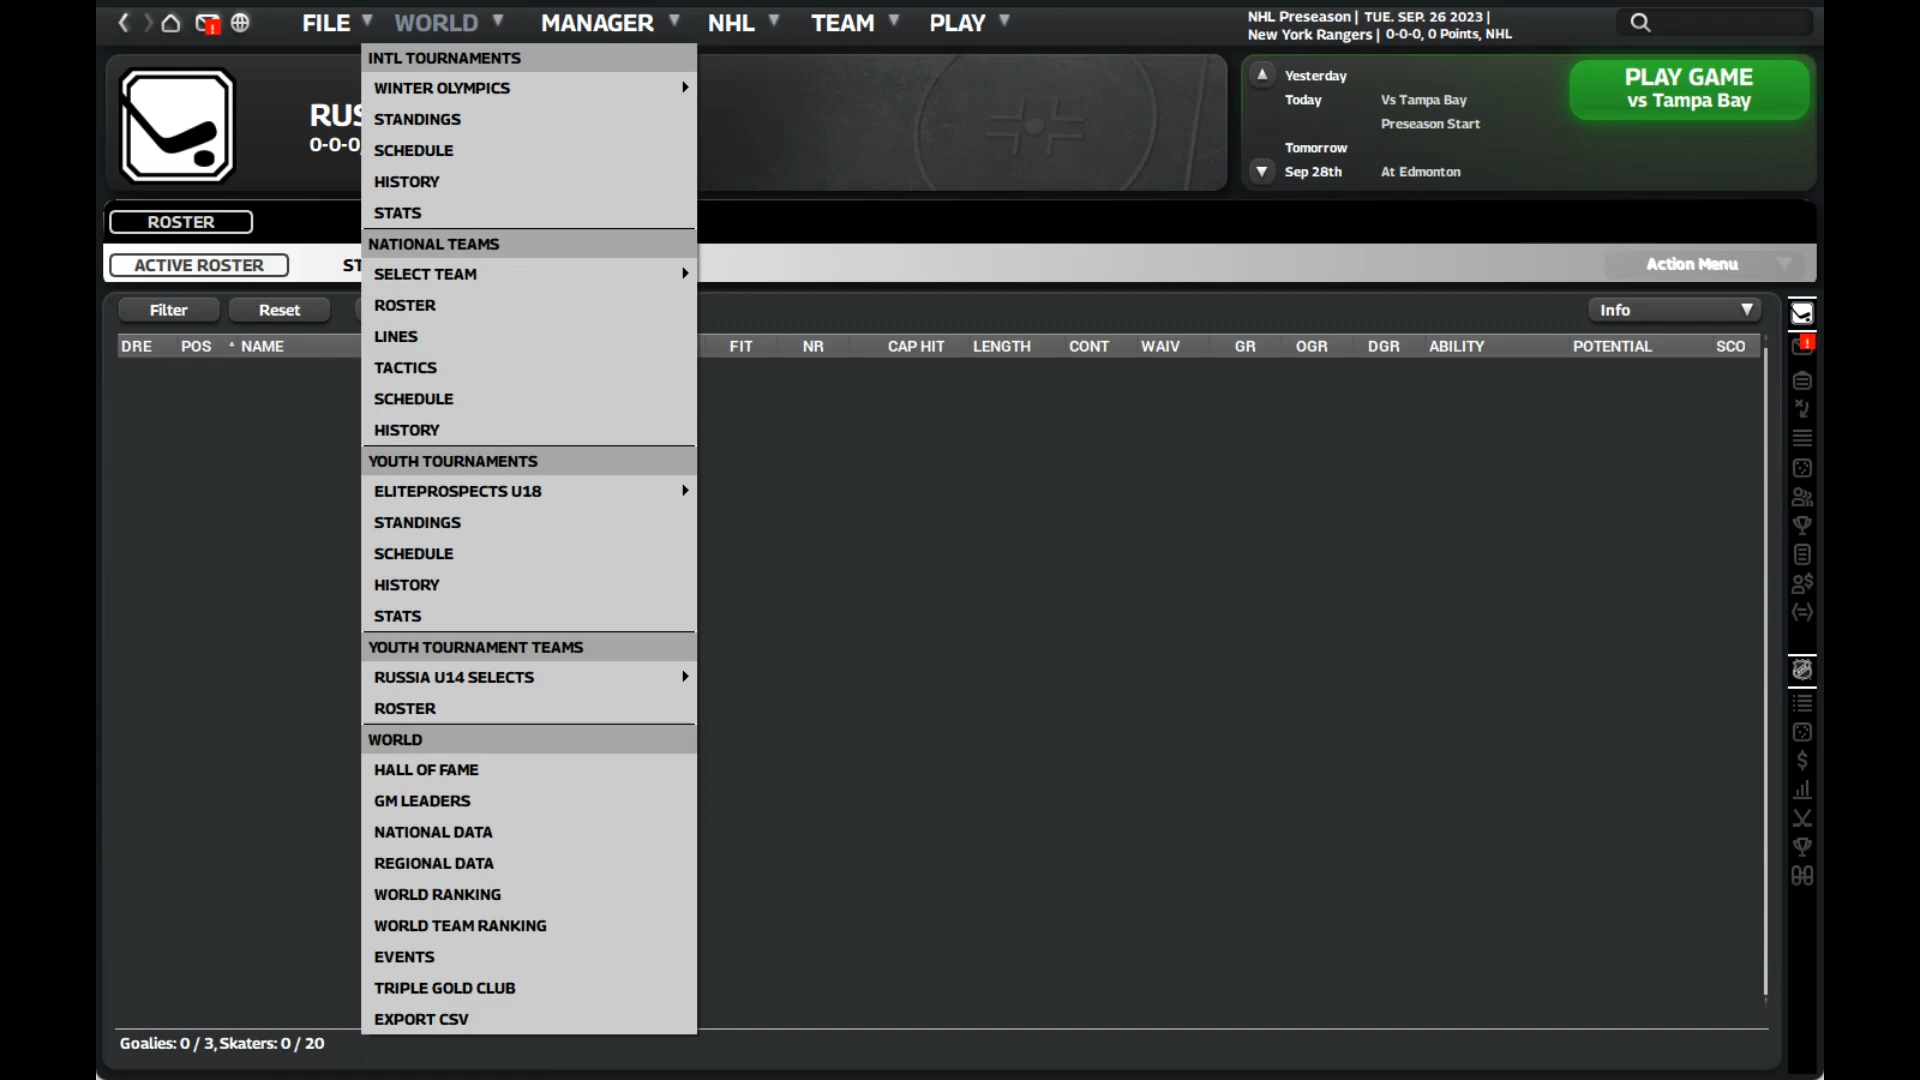 FILE WORLD MANAGER NHL TEAM PLAY
NHL Preseason | TUE. SEP. 26 2023 |
New York Rangers | 0-0-0, 0 Points, NHL
RUS
0-0-0,
Yesterday
Today Vs Tampa Bay
Preseason Start
Tomorrow
Sep 28th At Edmonton
PLAY GAME
vs Tampa Bay
INTL TOURNAMENTS
WINTER OLYMPICS
STANDINGS
SCHEDULE
HISTORY
STATS
NATIONAL TEAMS
SELECT TEAM
ROSTER
LINES
TACTICS
SCHEDULE
HISTORY
YOUTH TOURNAMENTS
ELITEPROSPECTS U18
STANDINGS
SCHEDULE
HISTORY
STATS
YOUTH TOURNAMENT TEAMS
RUSSIA U14 SELECTS
ROSTER
WORLD
HALL OF FAME
GM LEADERS
NATIONAL DATA
REGIONAL DATA
WORLD RANKING
WORLD TEAM RANKING
EVENTS
TRIPLE GOLD CLUB
EXPORT CSV
ROSTER
ACTIVE ROSTER ST Action Menu
Filter Reset Info
DRE POS NAME FIT NR CAP HIT LENGTH CONT WAIV GR OGR DGR ABILITY POTENTIAL SCO
Goalies: 0 / 3, Skaters: 0 / 20